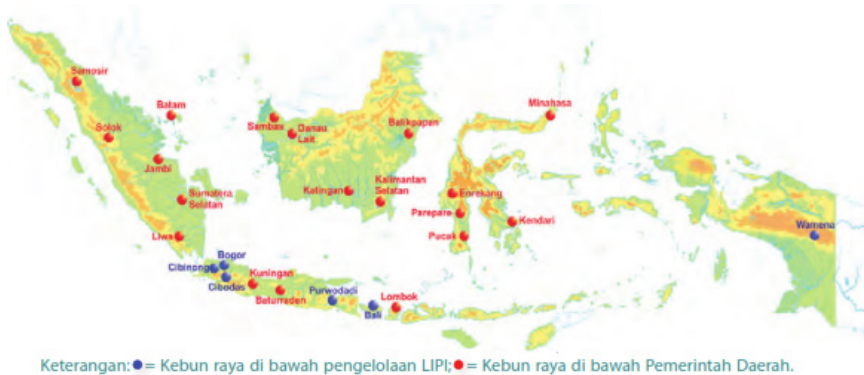 Samosir
Batam
Solok
Jambi
Sumatera
Selatan
Liwa
Sambas
Danau
Lait
Balikpapan
Katingan
Kalimantan
Selatan
Minahasa
Enrekang
Parepare
Pucak
Kendari
Wamena
Bogor
Cibinong
Cibodas
Kuningan
Baturraden
Purwodadi
Bali
Lombok
Keterangan: = Kebun raya di bawah pengelolaan LIPI; = Kebun raya di bawah Pemerintah Daerah.